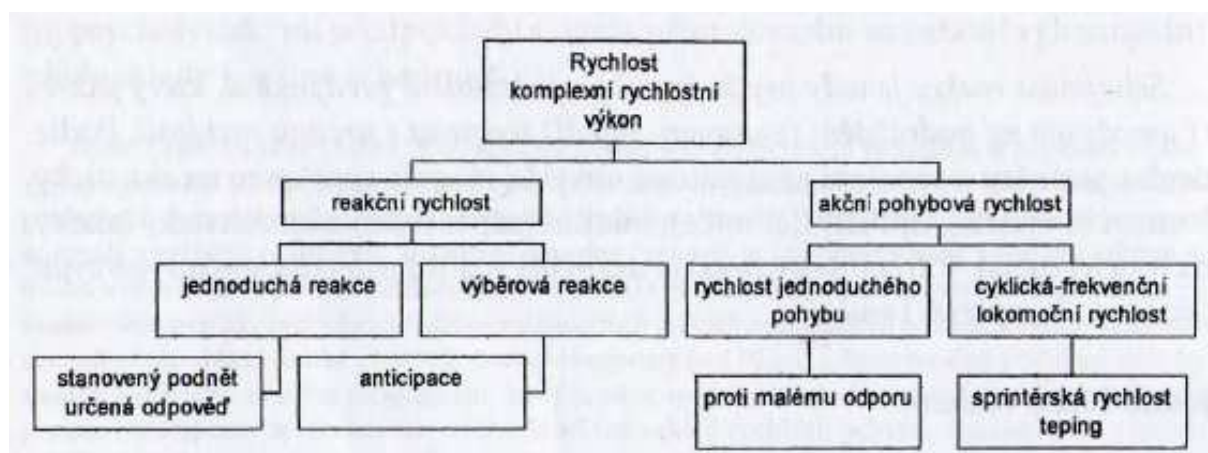 Rychlost
komplexní rychlostní
výkon
reakční rychlost
akční pohybová rychlost
jednoduchá reakce
výběrová reakce
rychlost jednoduchého
pohybu
cyklická-frekvenční
lokomoční rychlost
stanovený podnět
určená odpověď
anticipace
proti malému odporu
sprintérská rychlost
teping